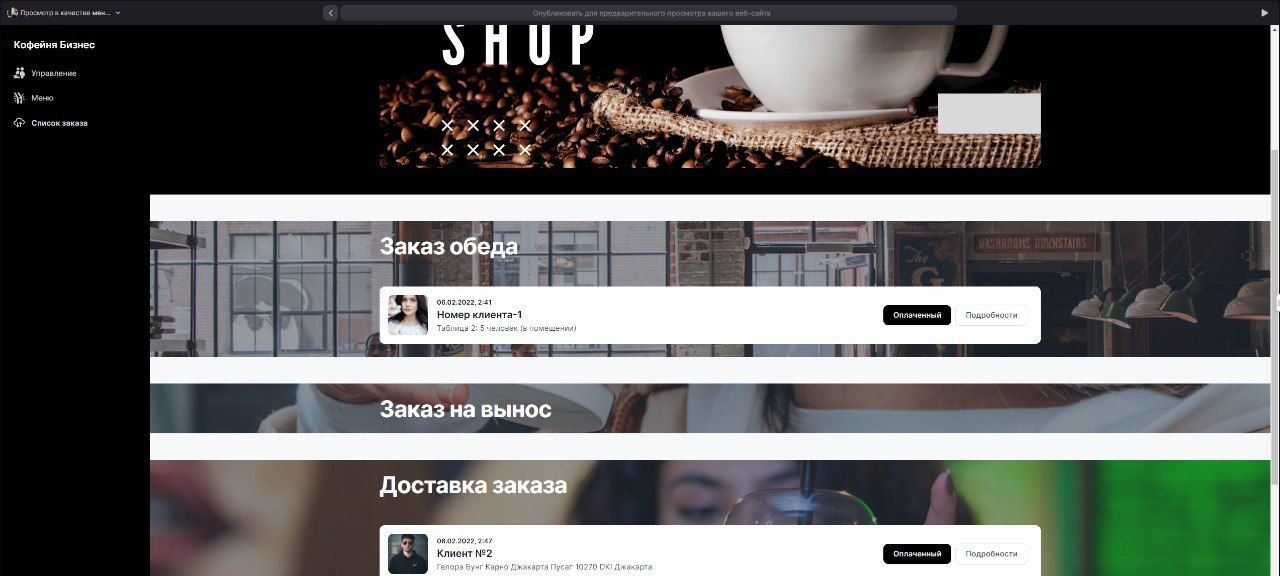 Просмотр в качестве мен...
Опубликовать для предварительного просмотра вашего веб-сайта
Кофейня Бизнес
Управление
Меню
Список заказа
SHOP
WASHROOMS DOWNSTAIRS
The
G
Заказ обеда
06.02.2022, 2:41
Номер клиента-1
Таблица 2: 5 человек (в помещении)
Оплаченный
Подробности
Заказ на вынос
Доставка заказа
06.02.2022, 2:47
Клиент №2
Гелора Бунг Карно Джакарта Пусат 10270 DKI Джакарта
Оплаченный
Подробности